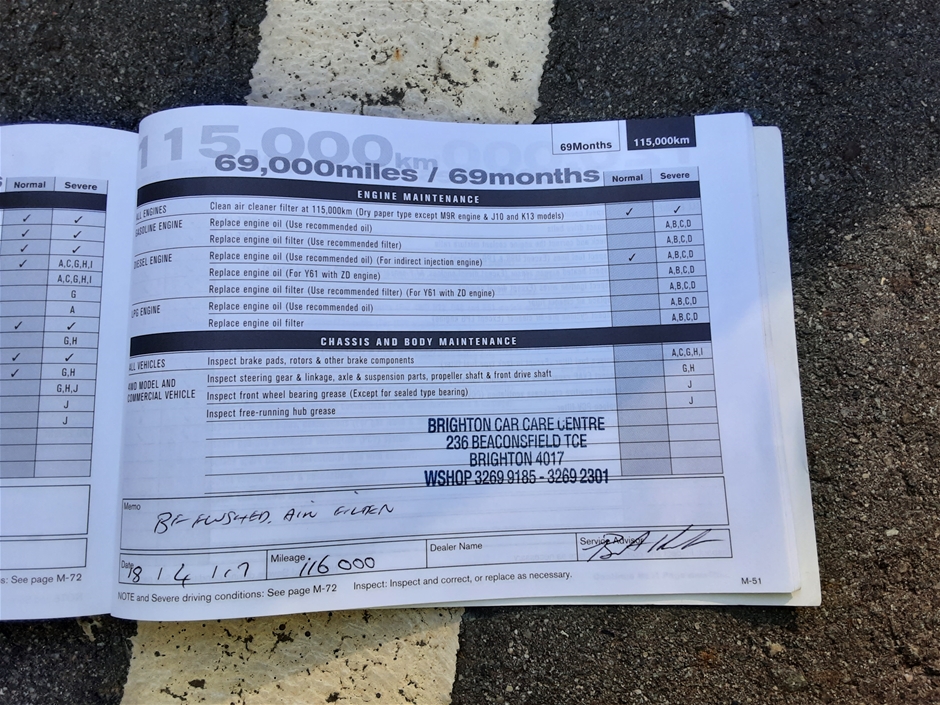 Normal Severe
✓ ✓
✓ ✓
✓ ✓
✓ A,C,G,H,I
A,C,G,H,I
G
A
✓ ✓
G,H
✓ ✓
✓ G,H
G,H,J
J
J
s: See page M-72
115,000km
69,000miles / 69months
69Months 115,000km
ENGINE MAINTENANCE Normal Severe
ALL ENGINES Clean air cleaner filter at 115,000km (Dry paper type except M9R engine & J10 and K13 models) ✓ ✓
GASOLINE ENGINE Replace engine oil (Use recommended oil) A,B,C,D
Replace engine oil filter (Use recommended filter) A,B,C,D
DIESEL ENGINE Replace engine oil (Use recommended oil) (For indirect injection engine) ✓ A,B,C,D
Replace engine oil (For Y61 with ZD engine) A,B,C,D
Replace engine oil filter (Use recommended filter) (For Y61 with ZD engine) A,B,C,D
LPG ENGINE Replace engine oil (Use recommended oil) A,B,C,D
Replace engine oil filter A,B,C,D
CHASSIS AND BODY MAINTENANCE
ALL VEHICLES Inspect brake pads, rotors & other brake components A,C,G,H,I
4WD MODEL AND COMMERCIAL VEHICLE Inspect steering gear & linkage, axle & suspension parts, propeller shaft & front drive shaft G,H
Inspect front wheel bearing grease (Except for sealed type bearing) J
Inspect free-running hub grease J
BRIGHTON CAR CARE CENTRE
236 BEACONSFIELD TCE
BRIGHTON 4017
WSHOP 3269 9185 - 3269 2301
Memo
BF FLUSHED, AIR FILTER
Date 18/4/17 Mileage 116000 Dealer Name Service Advisor
NOTE and Severe driving conditions: See page M-72 Inspect: Inspect and correct, or replace as necessary.
M-51